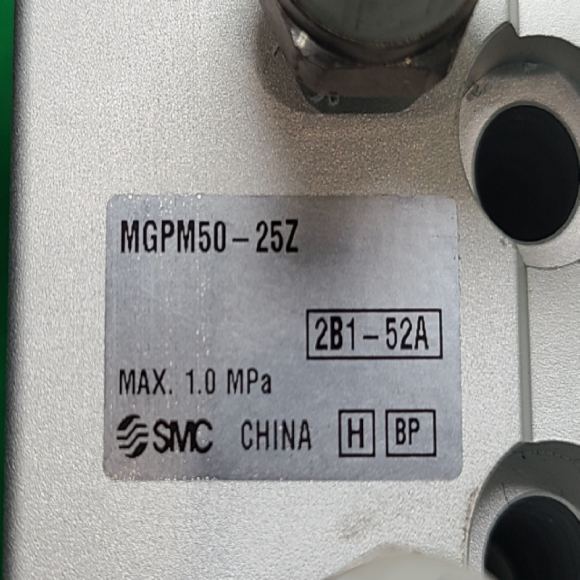 MGPM50-25Z
2B1-52A
MAX. 1.0 MPa
SMC CHINA H BP